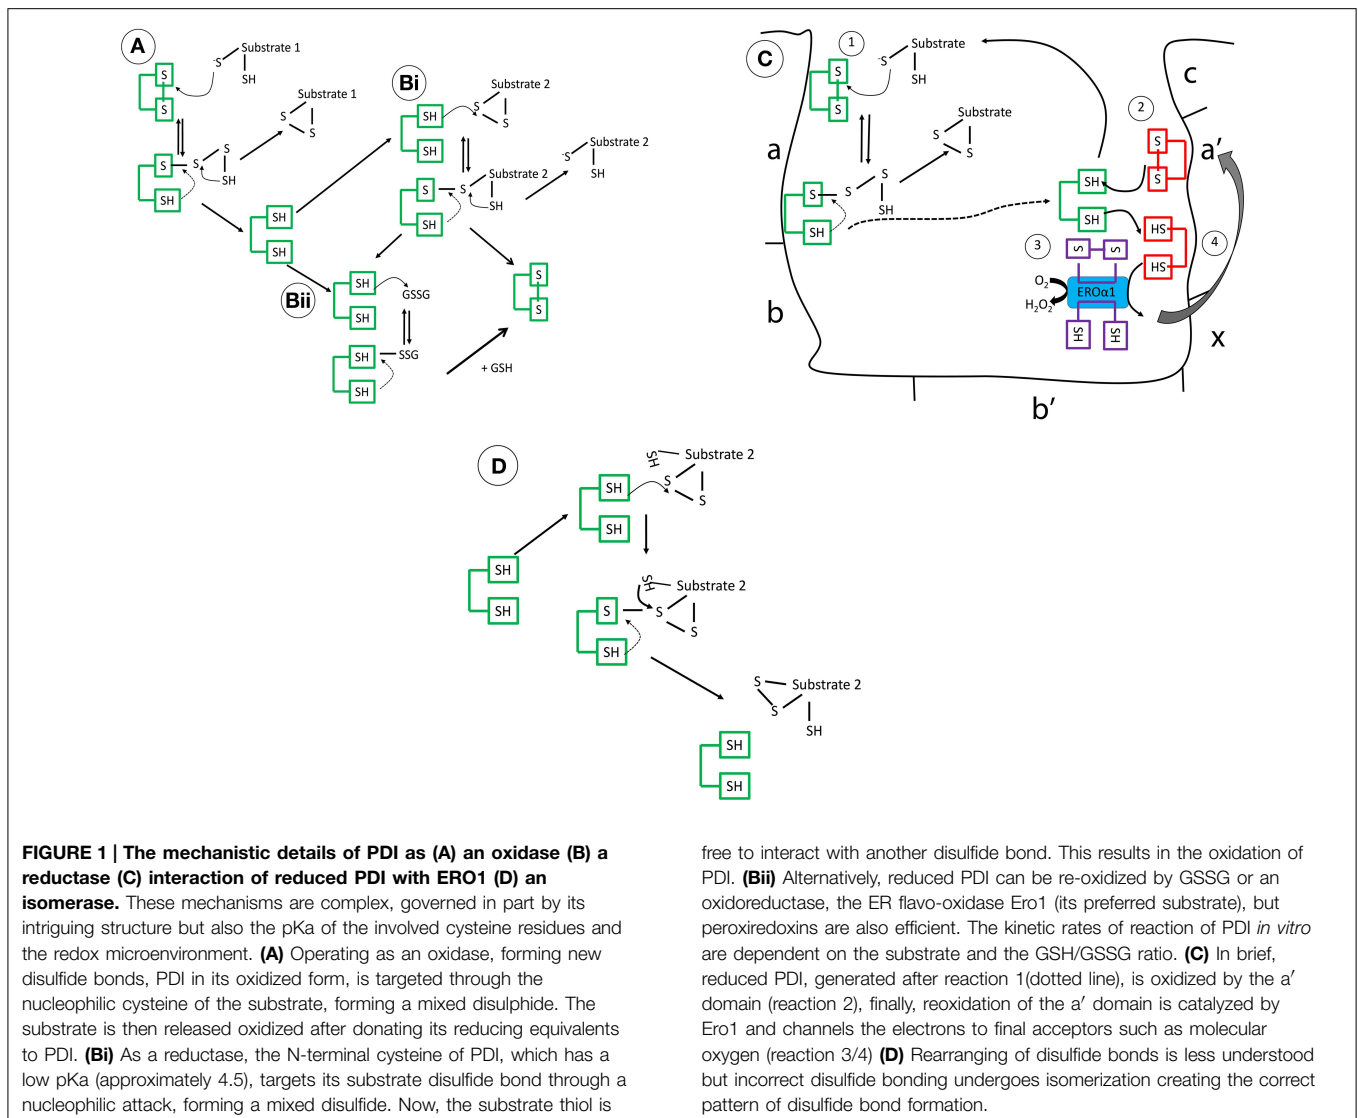 A
S
S
-S
Substrate 1
SH
Substrate 1
S
S
S
S
SH
SH
SH
SH
Bi
SH
SH
Substrate 2
S
S
Substrate 2
-S
SH
S
S
Substrate 2
SH
SH
Bii
SH
SH
GSSG
SH
SSG
SH
+ GSH
S
S
C
1
S
S
-S
Substrate
SH
a
Substrate
S
S
S
S
S
SH
SH
b
b′
c
2
S
S
a′
SH
SH
HS
HS
3
S
S
4
O2
H2O2
EROα1
SH
SH
x
D
SH
Substrate 2
SH
S
S
SH
SH
SH
SH
Substrate 2
S
S
S
SH
S
Substrate 2
S
SH
SH
SH
FIGURE 1 | The mechanistic details of PDI as (A) an oxidase (B) a
reductase (C) interaction of reduced PDI with ERO1 (D) an
isomerase. These mechanisms are complex, governed in part by its
intriguing structure but also the pKa of the involved cysteine residues and
the redox microenvironment. (A) Operating as an oxidase, forming new
disulfide bonds, PDI in its oxidized form, is targeted through the
nucleophilic cysteine of the substrate, forming a mixed disulphide. The
substrate is then released oxidized after donating its reducing equivalents
to PDI. (Bi) As a reductase, the N-terminal cysteine of PDI, which has a
low pKa (approximately 4.5), targets its substrate disulfide bond through a
nucleophilic attack, forming a mixed disulfide. Now, the substrate thiol is
free to interact with another disulfide bond. This results in the oxidation of
PDI. (Bii) Alternatively, reduced PDI can be re-oxidized by GSSG or an
oxidoreductase, the ER flavo-oxidase Ero1 (its preferred substrate), but
peroxiredoxins are also efficient. The kinetic rates of reaction of PDI in vitro
are dependent on the substrate and the GSH/GSSG ratio. (C) In brief,
reduced PDI, generated after reaction 1(dotted line), is oxidized by the a′
domain (reaction 2), finally, reoxidation of the a′ domain is catalyzed by
Ero1 and channels the electrons to final acceptors such as molecular
oxygen (reaction 3/4) (D) Rearranging of disulfide bonds is less understood
but incorrect disulfide bonding undergoes isomerization creating the correct
pattern of disulfide bond formation.